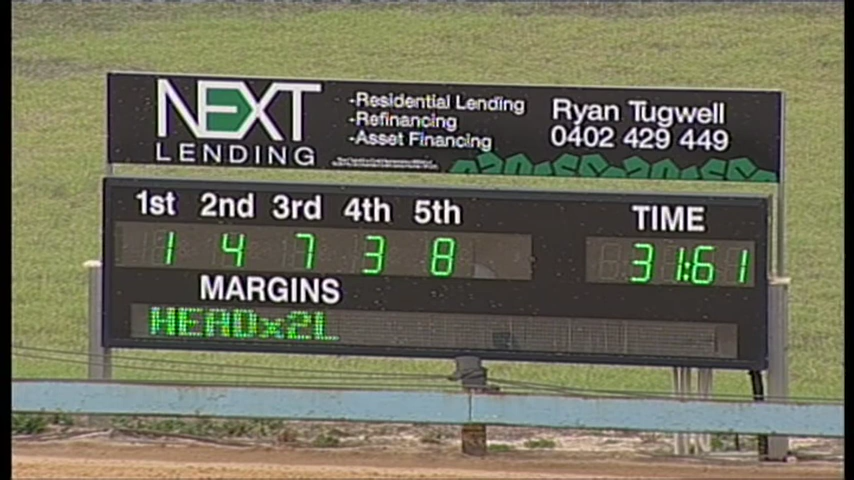 NEXT
LENDING
-Residential Lending
-Refinancing
-Asset Financing
Ryan Tugwell
0402 429 449
1st 2nd 3rd 4th 5th
1 4 7 3 8
TIME
31:61
MARGINS
HEADx2L